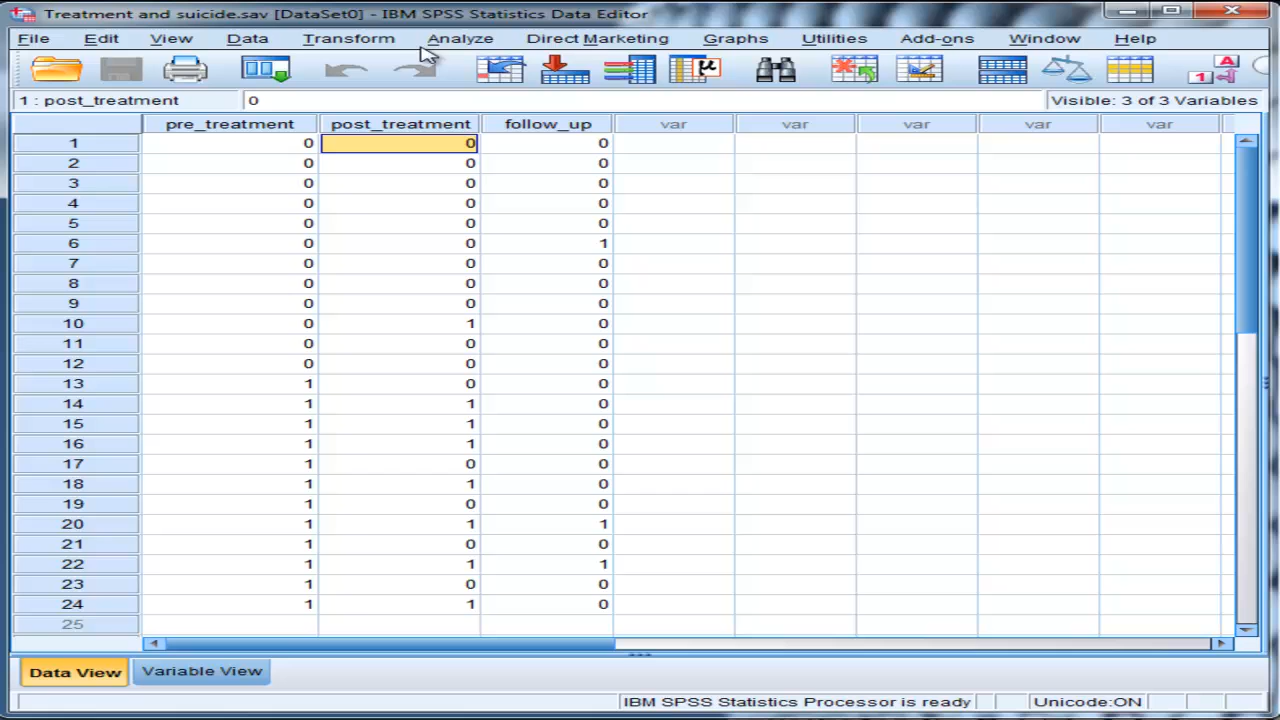 Treatment and suicide.sav [DataSet0] - IBM SPSS Statistics Data Editor
File Edit View Data Transform Analyze Direct Marketing Graphs Utilities Add-ons Window Help
1 : post_treatment 0 Visible: 3 of 3 Variables
pre_treatment post_treatment follow_up var var var var var
1 0 0 0
2 0 0 0
3 0 0 0
4 0 0 0
5 0 0 0
6 0 0 1
7 0 0 0
8 0 0 0
9 0 0 0
10 0 1 0
11 0 0 0
12 0 0 0
13 1 0 0
14 1 1 0
15 1 1 0
16 1 1 0
17 1 0 0
18 1 1 0
19 1 0 0
20 1 1 1
21 1 0 0
22 1 1 1
23 1 0 0
24 1 1 0
25
Data View Variable View
IBM SPSS Statistics Processor is ready Unicode:ON